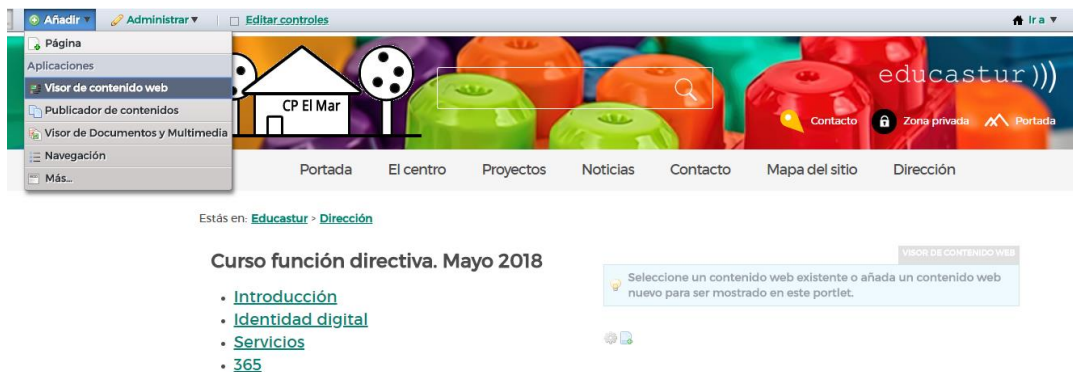 Añadir ▼ Administrar ▼ Editar controles Ir a ▼
Página
Aplicaciones
Visor de contenido web
Publicador de contenidos
Visor de Documentos y Multimedia
Navegación
Más...
CP El Mar
educastur )))
Contacto Zona privada Portada
Portada El centro Proyectos Noticias Contacto Mapa del sitio Dirección
Estás en: Educastur > Dirección
Curso función directiva. Mayo 2018
• Introducción
• Identidad digital
• Servicios
• 365
VISOR DE CONTENIDO WEB
Seleccione un contenido web existente o añada un contenido web
nuevo para ser mostrado en este portlet.